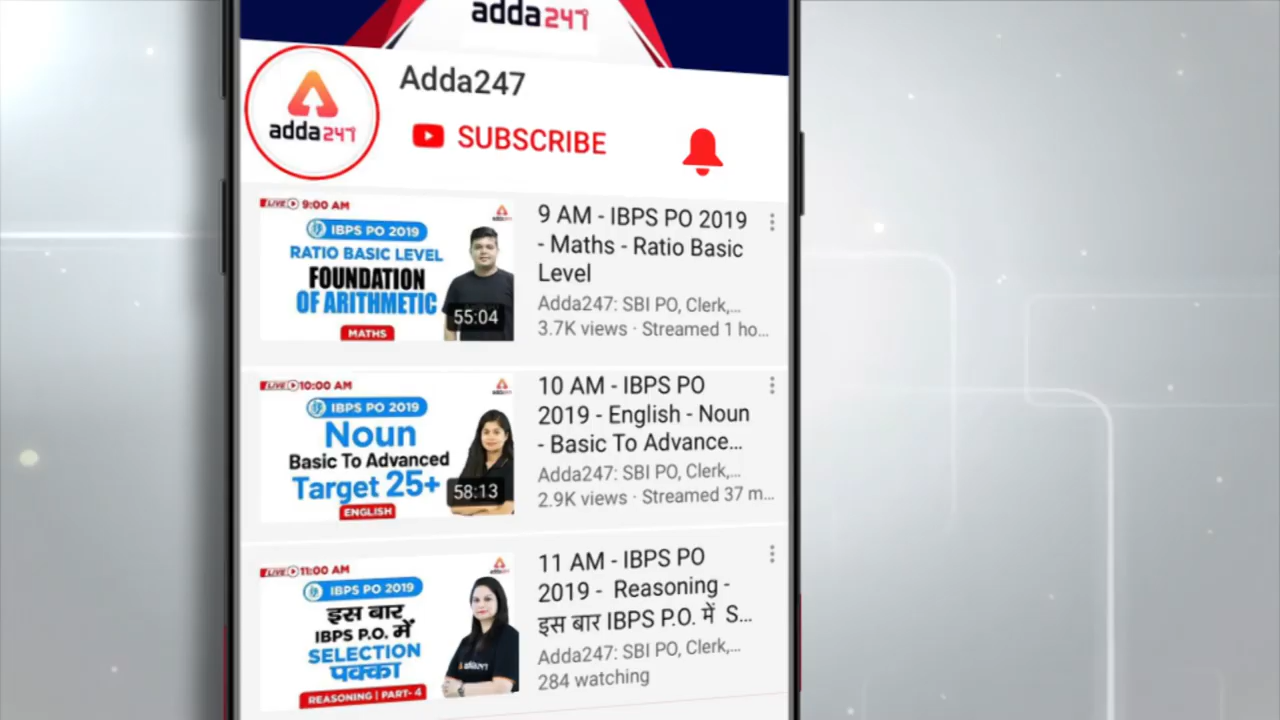 adda247
Adda247
adda247
SUBSCRIBE
LIVE 9:00 AM
IBPS PO 2019
RATIO BASIC LEVEL
FOUNDATION
OF ARITHMETIC
MATHS
55:04
9 AM - IBPS PO 2019
- Maths - Ratio Basic
Level
Adda247: SBI PO, Clerk,...
3.7K views · Streamed 1 ho...
LIVE 10:00 AM
IBPS PO 2019
Noun
Basic To Advanced
Target 25+
ENGLISH
58:13
10 AM - IBPS PO
2019 - English - Noun
- Basic To Advance...
Adda247: SBI PO, Clerk,...
2.9K views · Streamed 37 m...
LIVE 11:00 AM
IBPS PO 2019
इस बार
IBPS P.O. में
SELECTION
पक्का
REASONING | PART- 4
adda247
11 AM - IBPS PO
2019 - Reasoning -
इस बार IBPS P.O. में S...
Adda247: SBI PO, Clerk,...
284 watching